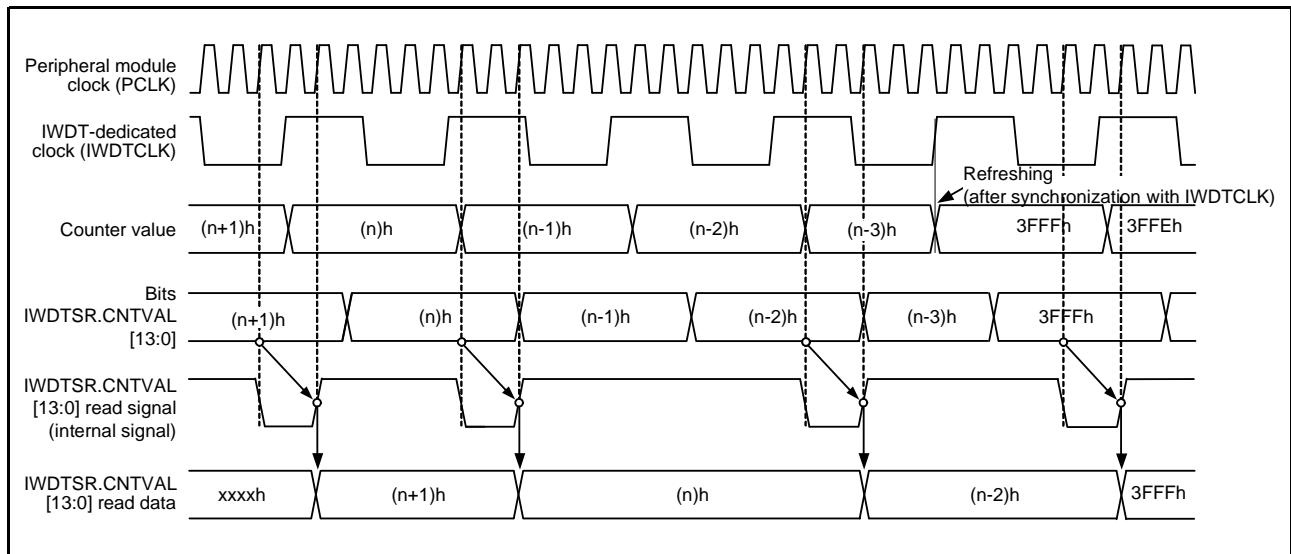 Peripheral module
clock (PCLK)
IWDT-dedicated
clock (IWDTCLK)
Refreshing
(after synchronization with IWDTCLK)
Counter value
(n+1)h
(n)h
(n-1)h
(n-2)h
(n-3)h
3FFFh
3FFEh
Bits
IWDTSR.CNTVAL
[13:0]
(n+1)h
(n)h
(n-1)h
(n-2)h
(n-3)h
3FFFh
IWDTSR.CNTVAL
[13:0] read signal
(internal signal)
IWDTSR.CNTVAL
[13:0] read data
xxxxh
(n+1)h
(n)h
(n-2)h
3FFFh